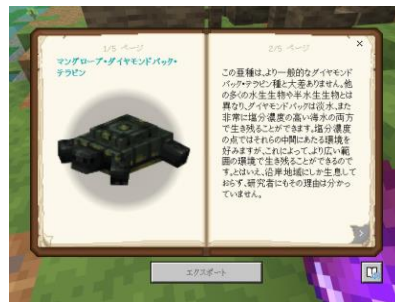 1/5 ページ
マングローブ・ダイヤモンドバック・
テラピン
2/5 ページ
この亜種は、より一般的なダイヤモンド
バック・テラピン種と大差ありません。他
の多くの水生生物や半水生生物とは
異なり、ダイヤモンドバックは淡水、また
非常に塩分濃度の高い海水の両方
で生き残ることができます。塩分濃度
の点ではそれらの中間にあたる環境を
好みますが、これによって、より広い範
囲の環境で生き残ることができるので
す。とはいえ、沿岸地域にしか生息して
おらず、研究者にもその理由は分かっ
ていません。
エクスポート